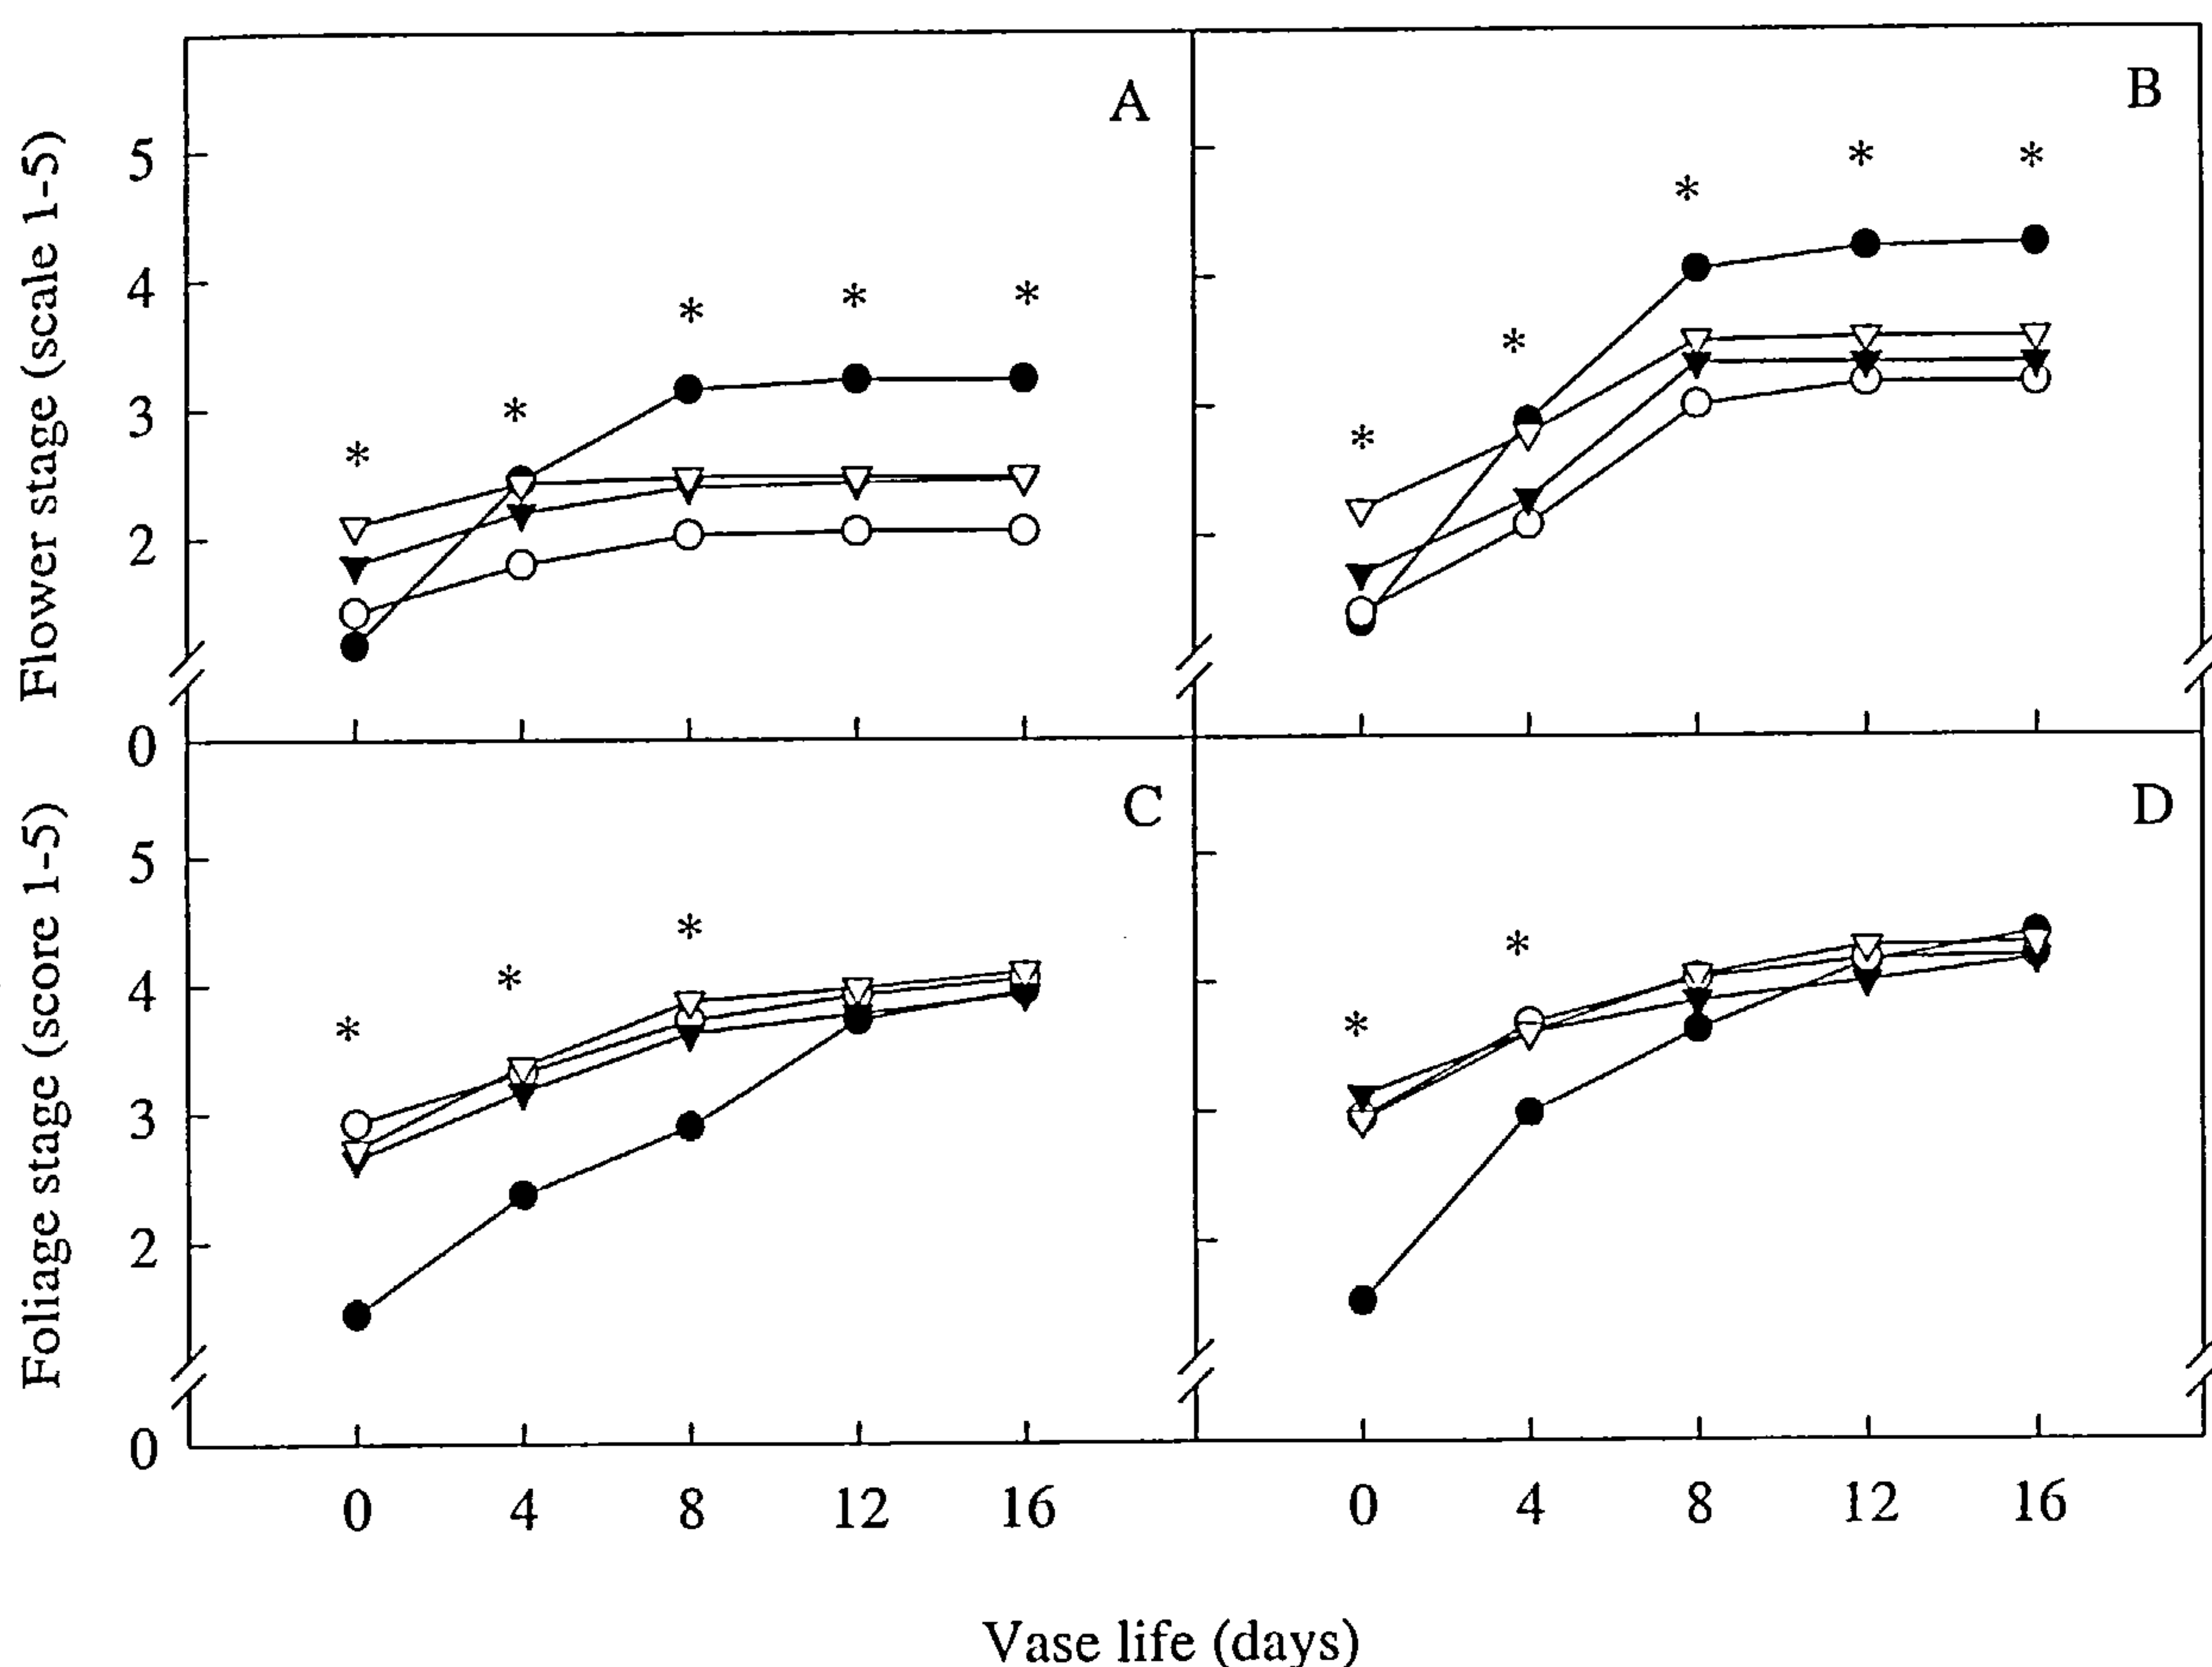 A
B
Flower stage (scale 1-5)
5
4
3
2
0
* * * * *
* * * * *
C
D
Foliage stage (score 1-5)
5
4
3
2
0
* * *
* *
0 4 8 12 16
0 4 8 12 16
Vase life (days)